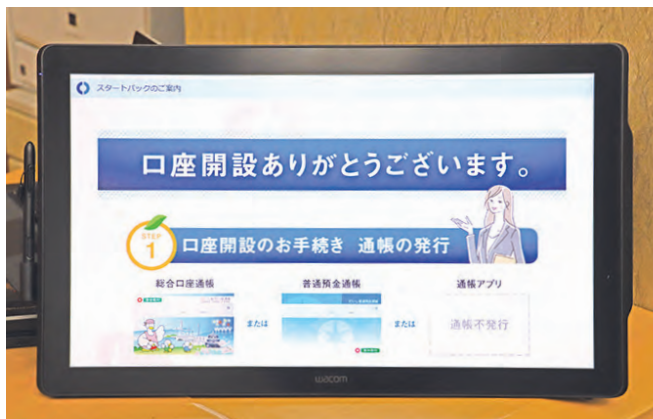 スタートパックのご案内
口座開設ありがとうございます。
STEP
1
口座開設のお手続き 通帳の発行
総合口座通帳 普通預金通帳 通帳アプリ
または または 通帳不発行
wacom